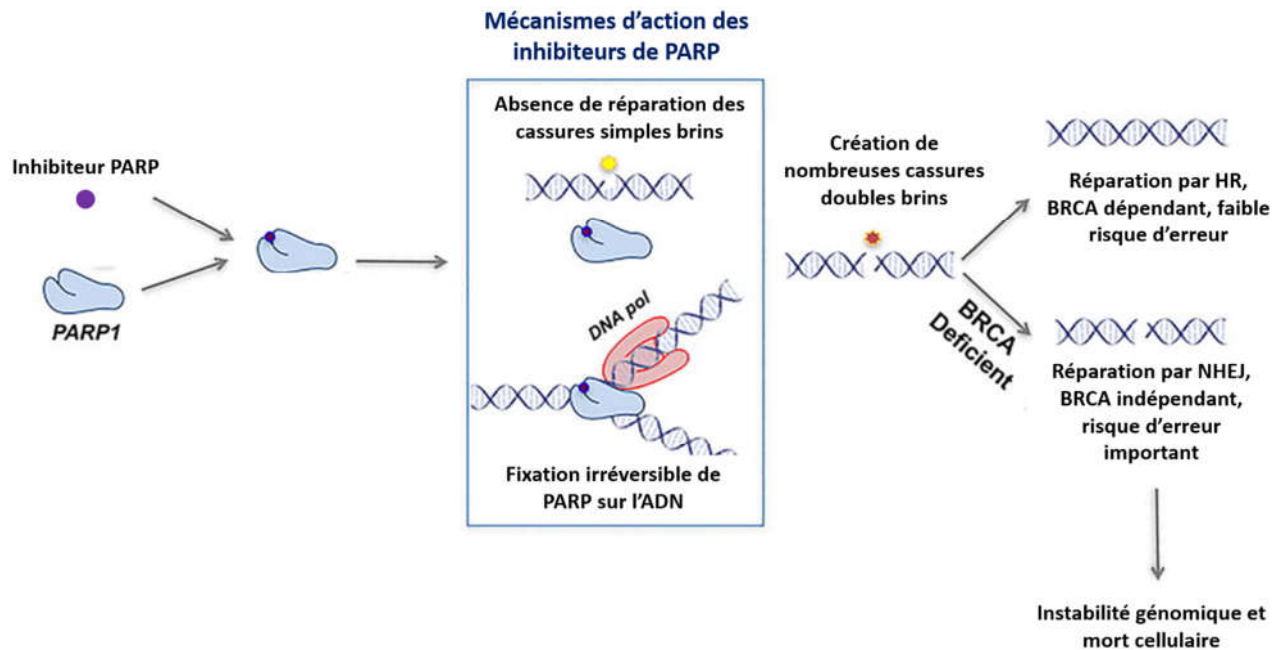 Mécanismes d'action des
inhibiteurs de PARP
Inhibiteur PARP
PARP1
Absence de réparation des
cassures simples brins
DNA pol
Fixation irréversible de
PARP sur l'ADN
Création de
nombreuses cassures
doubles brins
BRCA
Deficient
Réparation par HR,
BRCA dépendant, faible
risque d'erreur
Réparation par NHEJ,
BRCA indépendant,
risque d'erreur
important
Instabilité génomique et
mort cellulaire